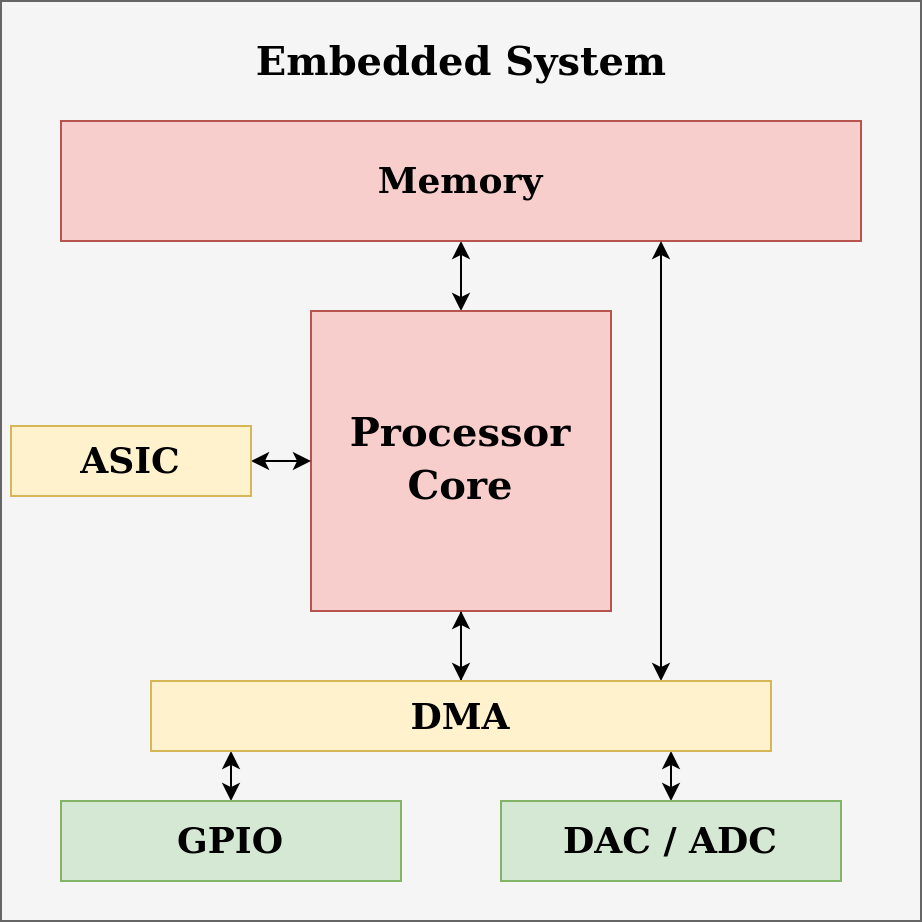 Embedded System
Memory
Processor
Core
ASIC
DMA
GPIO
DAC / ADC